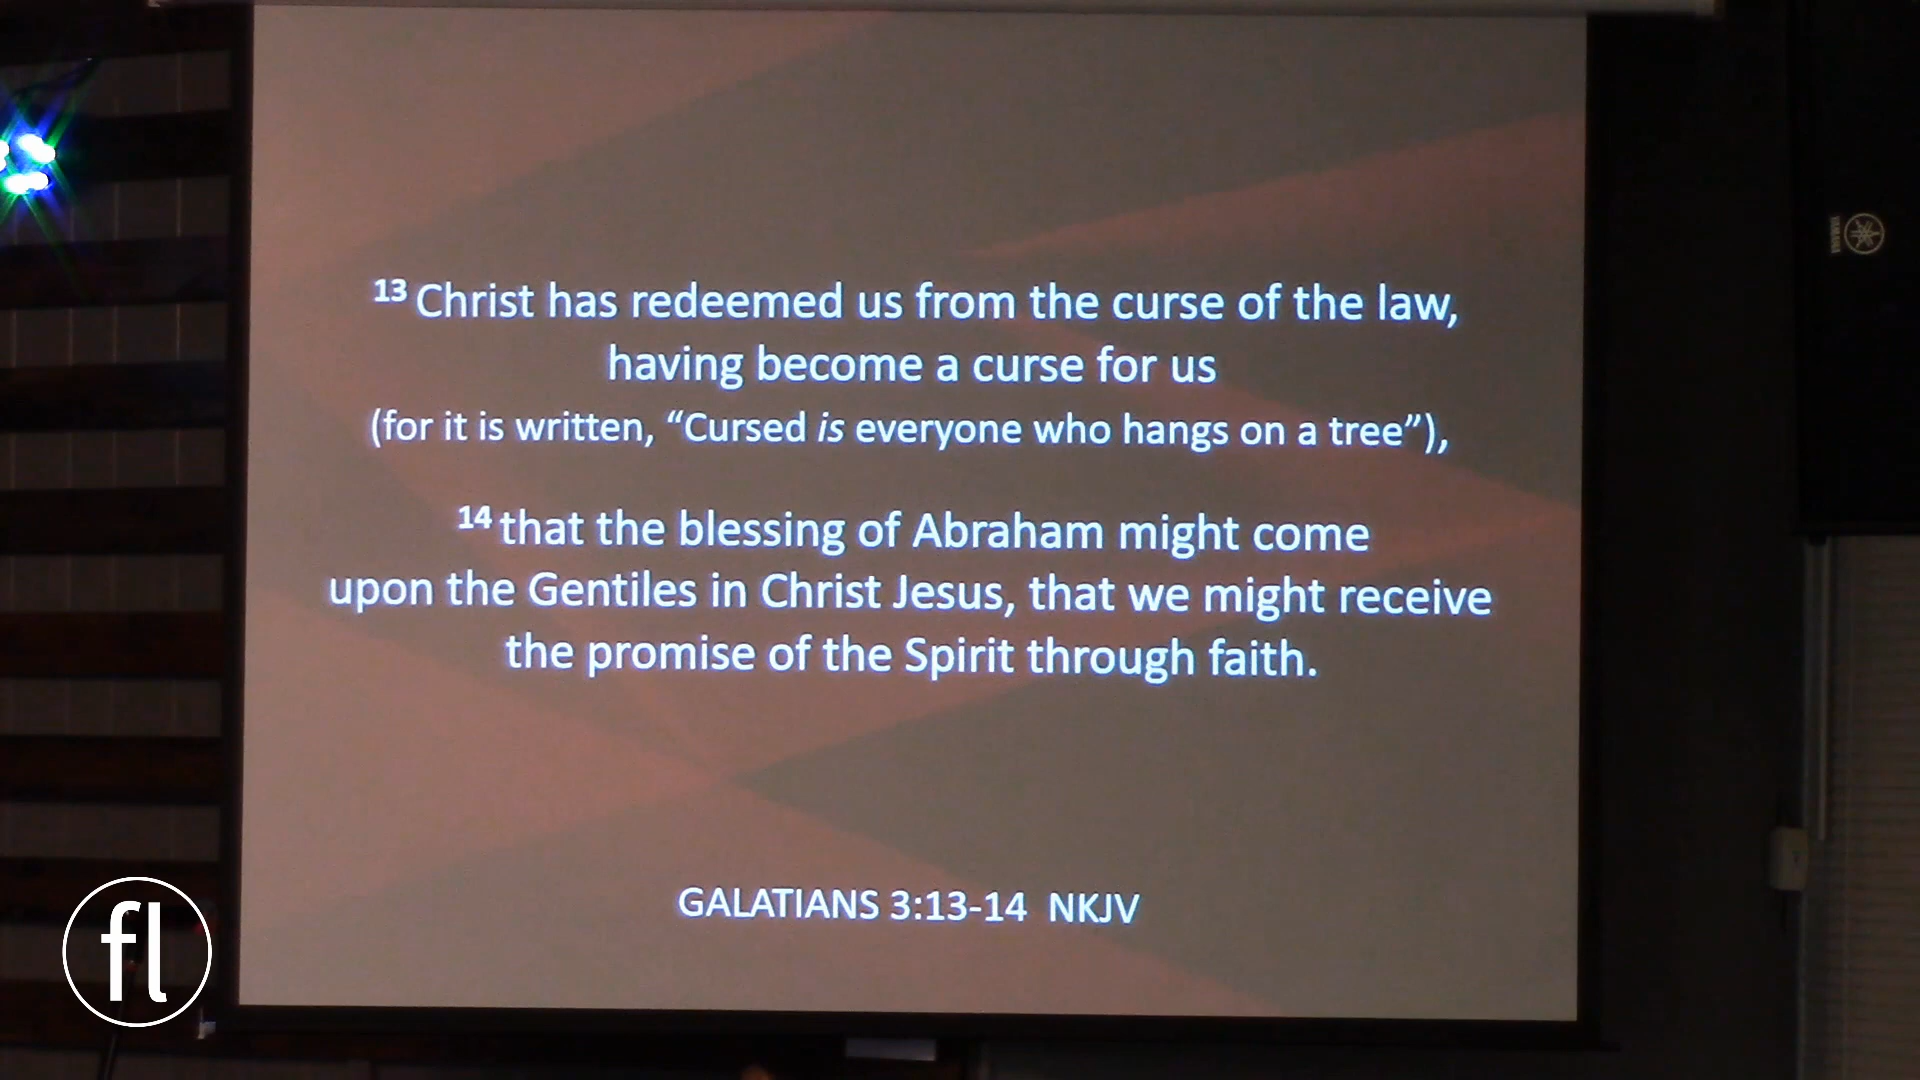 13 Christ has redeemed us from the curse of the law,
having become a curse for us
(for it is written, “Cursed is everyone who hangs on a tree”),
14 that the blessing of Abraham might come
upon the Gentiles in Christ Jesus, that we might receive
the promise of the Spirit through faith.
GALATIANS 3:13-14 NKJV
fl
YAMAHA